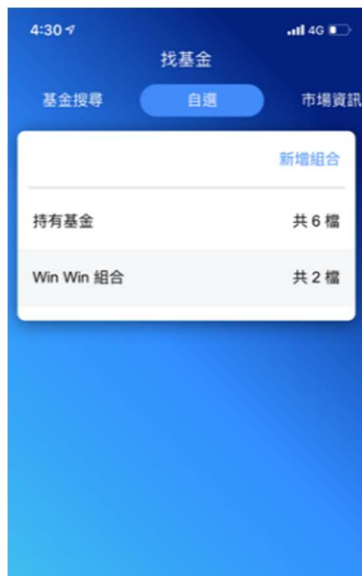 4:30 4G
找基金
基金搜尋 自選 市場資訊
新增組合
持有基金 共 6 檔
Win Win 組合 共 2 檔